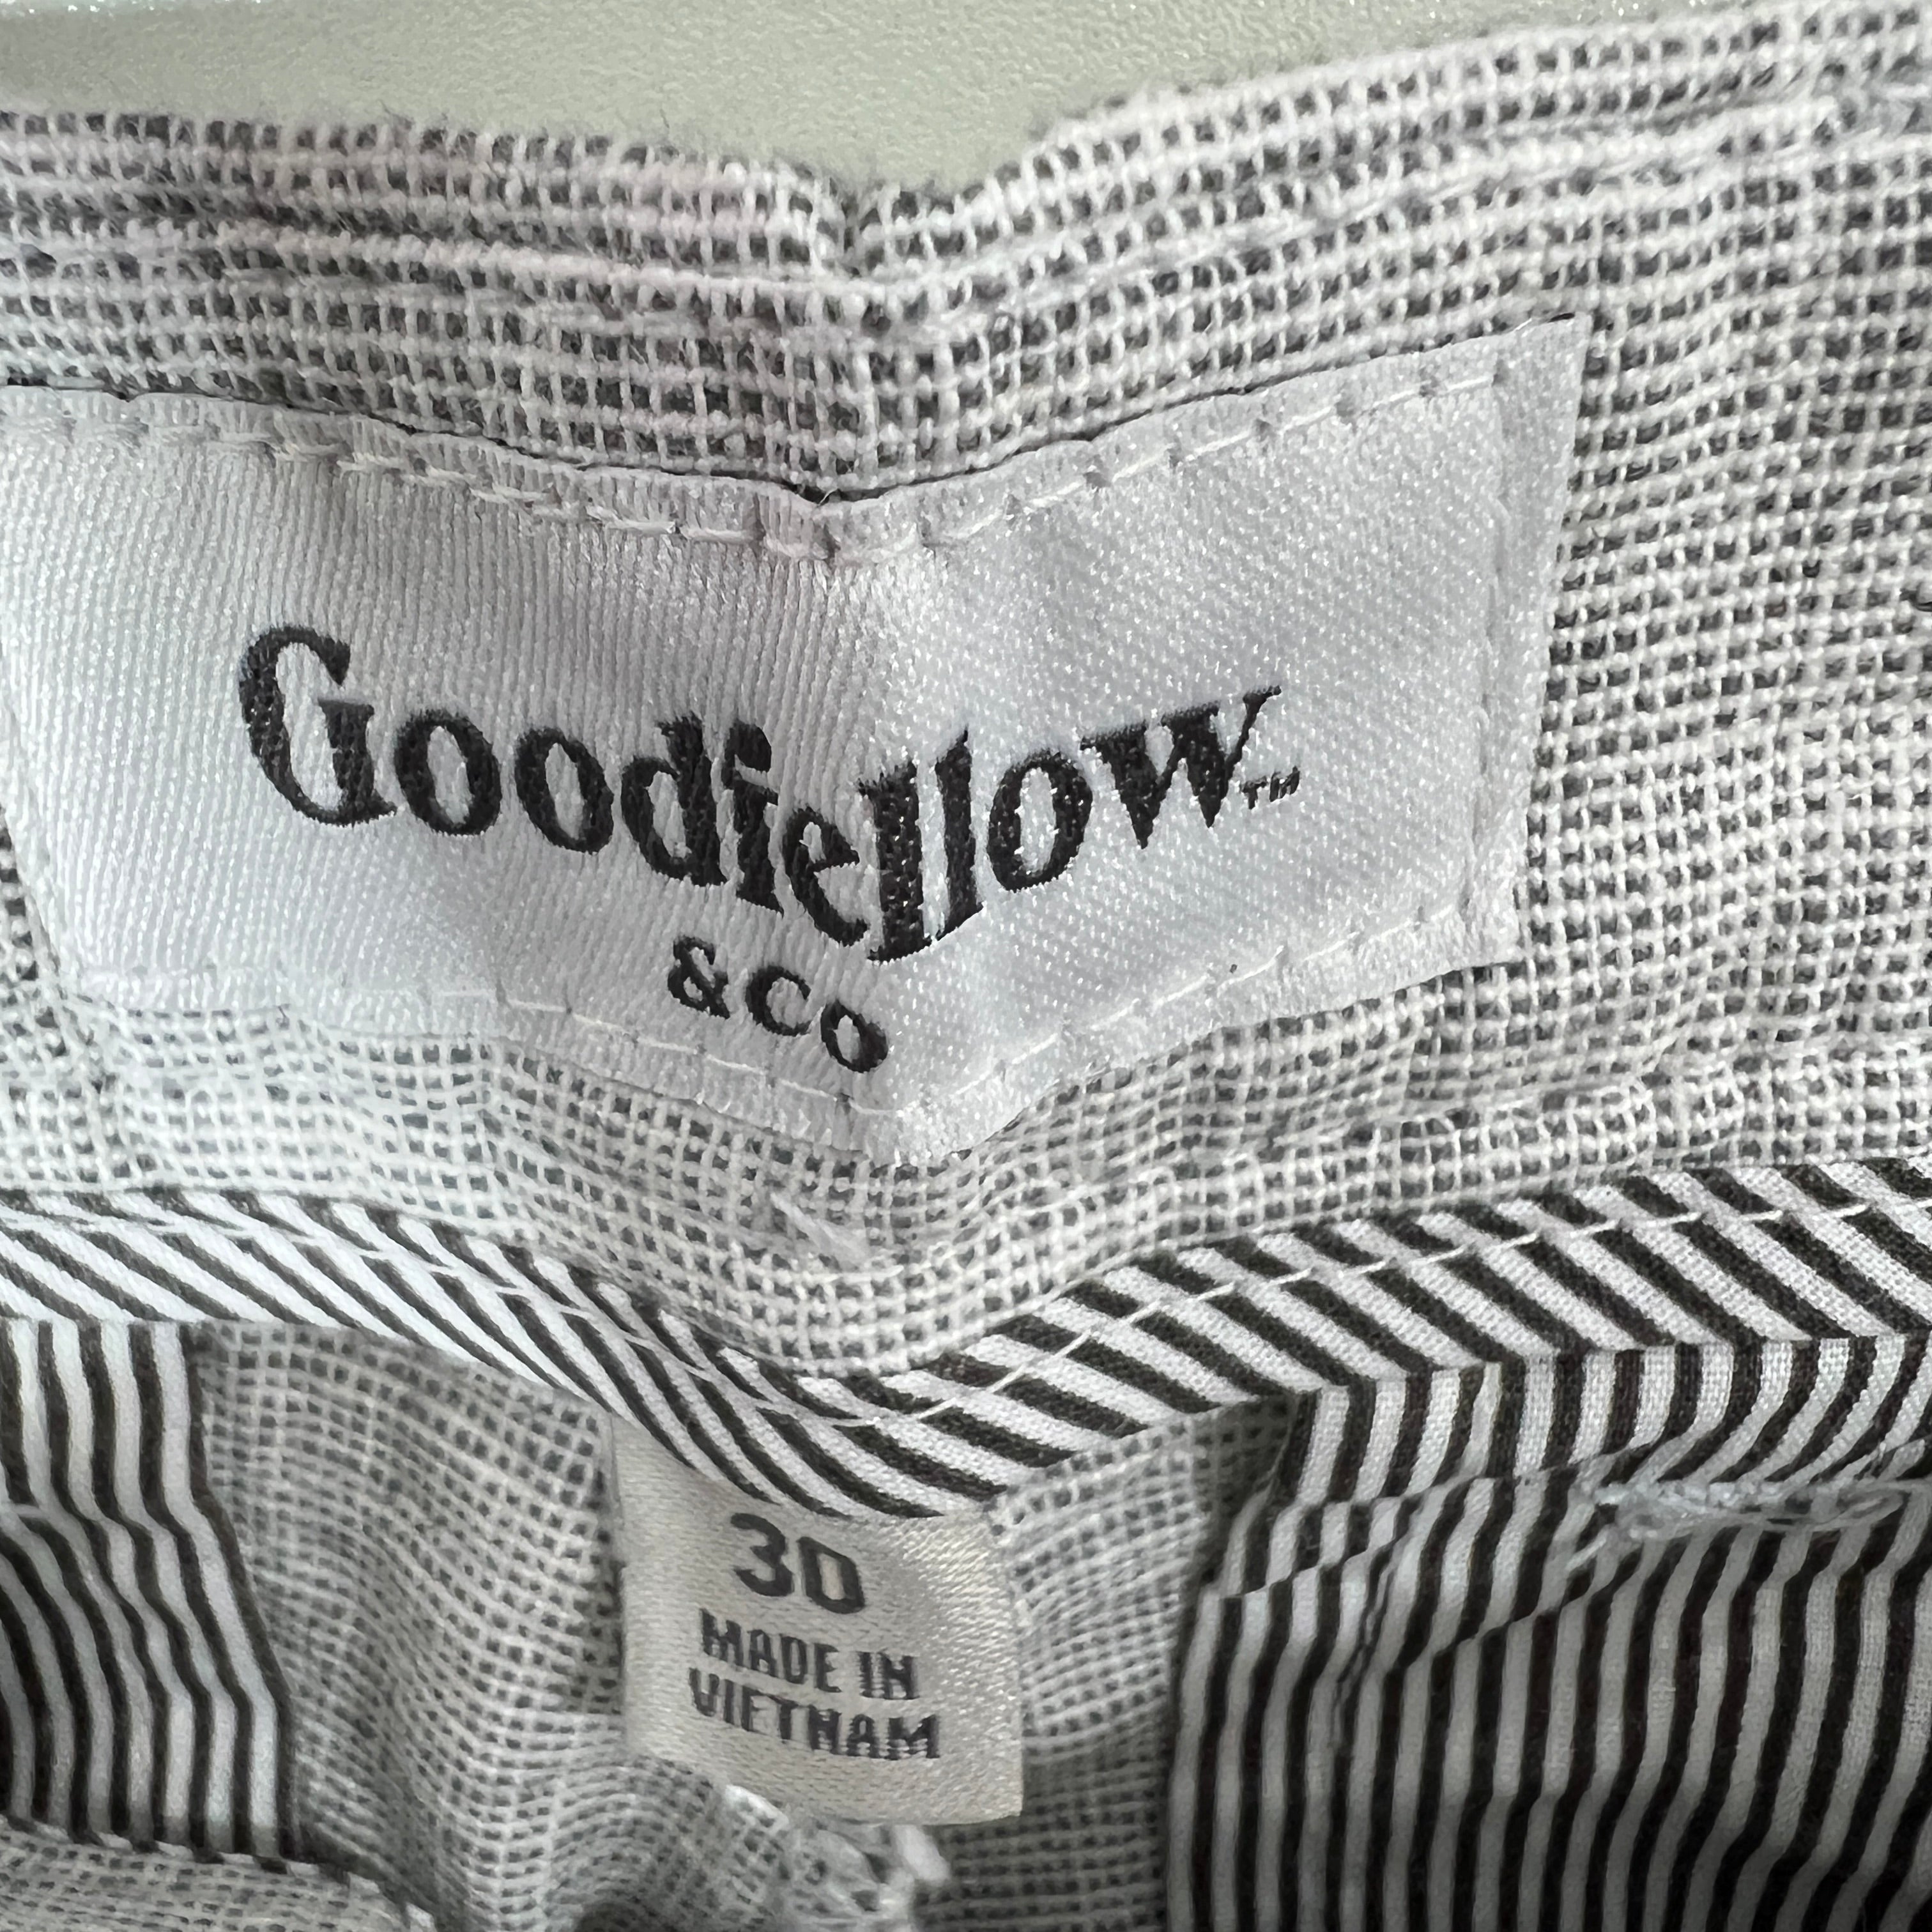 Goodfellow™
& Co
30
MADE IN
VIETNAM